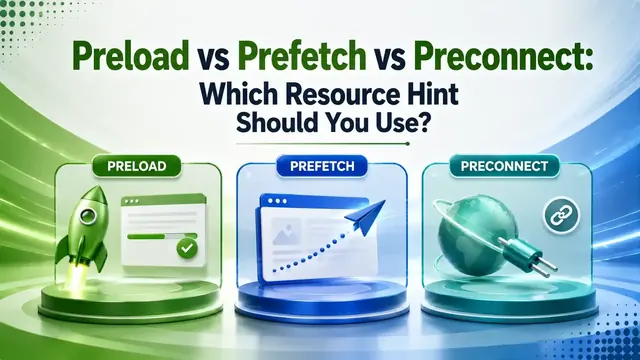 Preload vs Prefetch vs Preconnect:
Which Resource Hint
Should You Use?
PRELOAD
PREFETCH
PRECONNECT